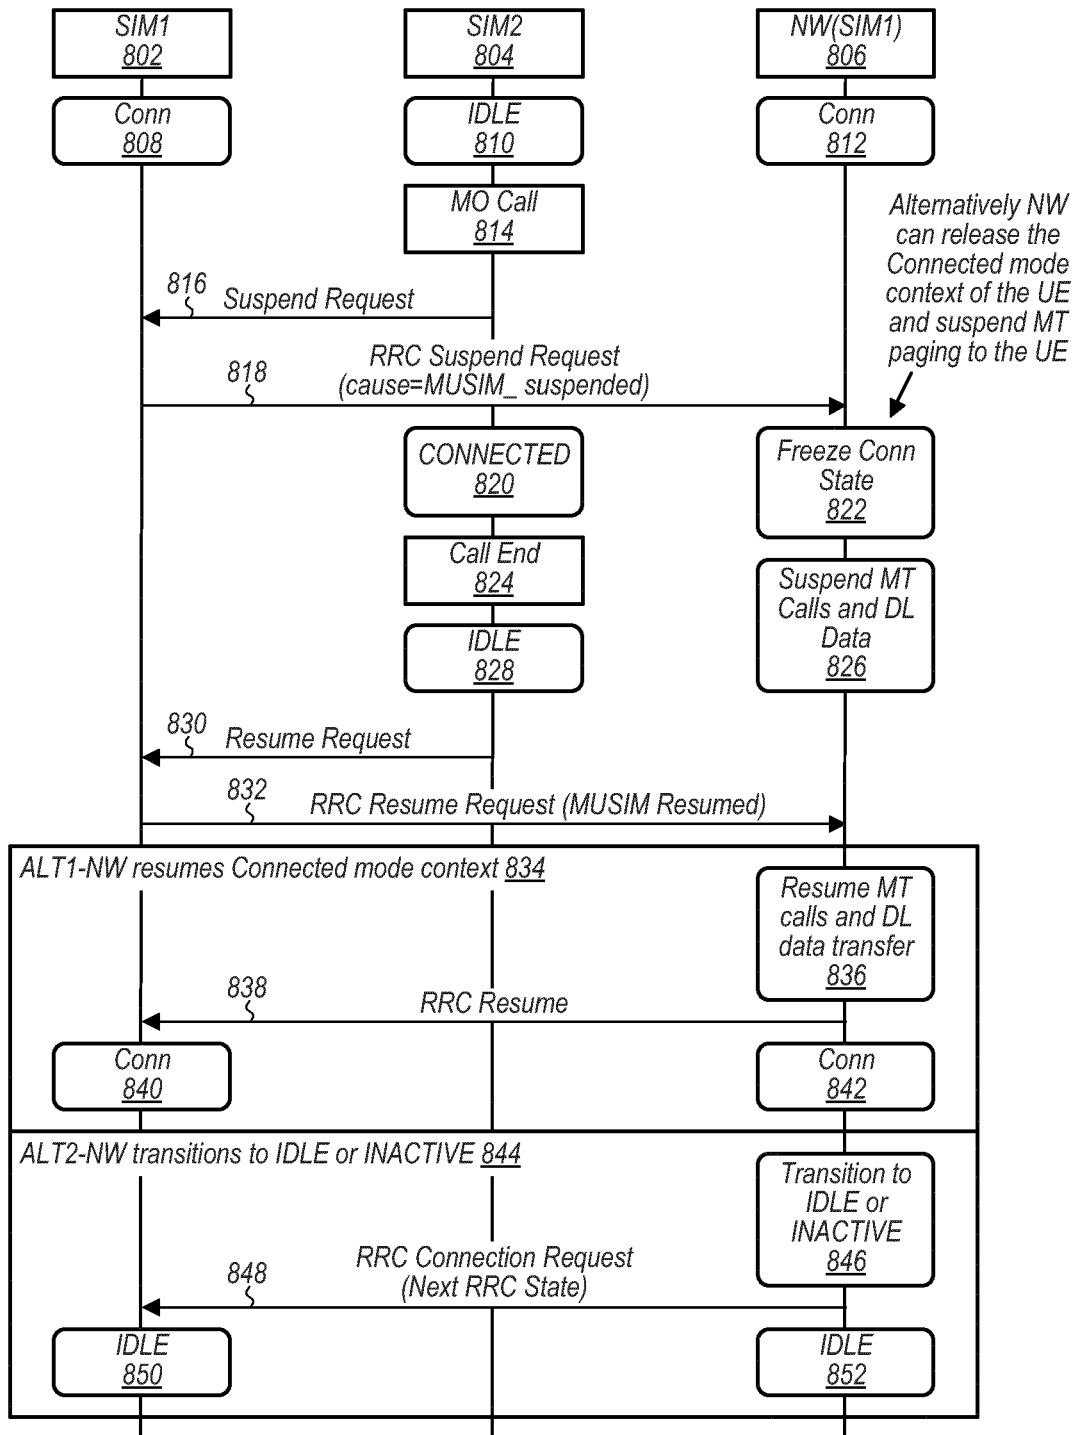 SIM1
802
SIM2
804
NW(SIM1)
806
Conn
808
IDLE
810
Conn
812
MO Call
814
Alternatively NW
can release the
Connected mode
context of the UE
and suspend MT
paging to the UE
816
Suspend Request
818
RRC Suspend Request
(cause=MUSIM_ suspended)
CONNECTED
820
Freeze Conn
State
822
Call End
824
Suspend MT
Calls and DL
Data
826
IDLE
828
830
Resume Request
832
RRC Resume Request (MUSIM Resumed)
ALT1-NW resumes Connected mode context 834
Resume MT
calls and DL
data transfer
836
838
RRC Resume
Conn
840
Conn
842
ALT2-NW transitions to IDLE or INACTIVE 844
Transition to
IDLE or
INACTIVE
846
848
RRC Connection Request
(Next RRC State)
IDLE
850
IDLE
852